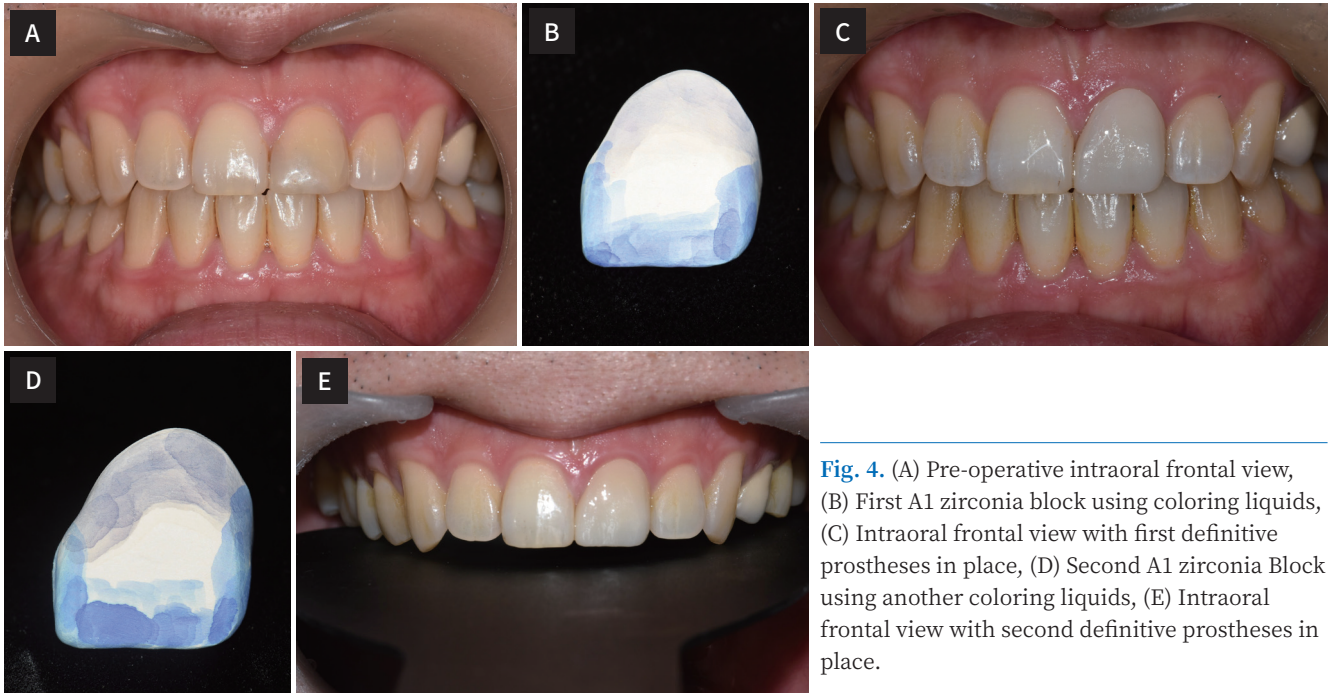 A
B
C
D
E
Fig. 4. (A) Pre-operative intraoral frontal view,
(B) First A1 zirconia block using coloring liquids,
(C) Intraoral frontal view with first definitive
prostheses in place, (D) Second A1 zirconia Block
using another coloring liquids, (E) Intraoral
frontal view with second definitive prostheses in
place.